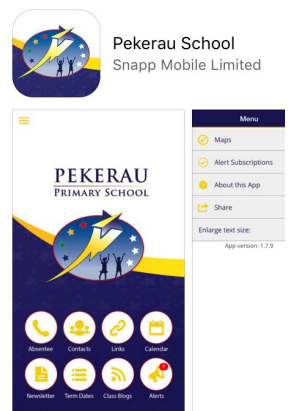 Pekerau School
Snapp Mobile Limited
PEKERAU
PRIMARY SCHOOL
Absentee
Contacts
Links
Calendar
Newsletter
Term Dates
Class Blogs
Alerts
Menu
Maps
Alert Subscriptions
About this App
Share
Enlarge text size:
App version: 1.7.9